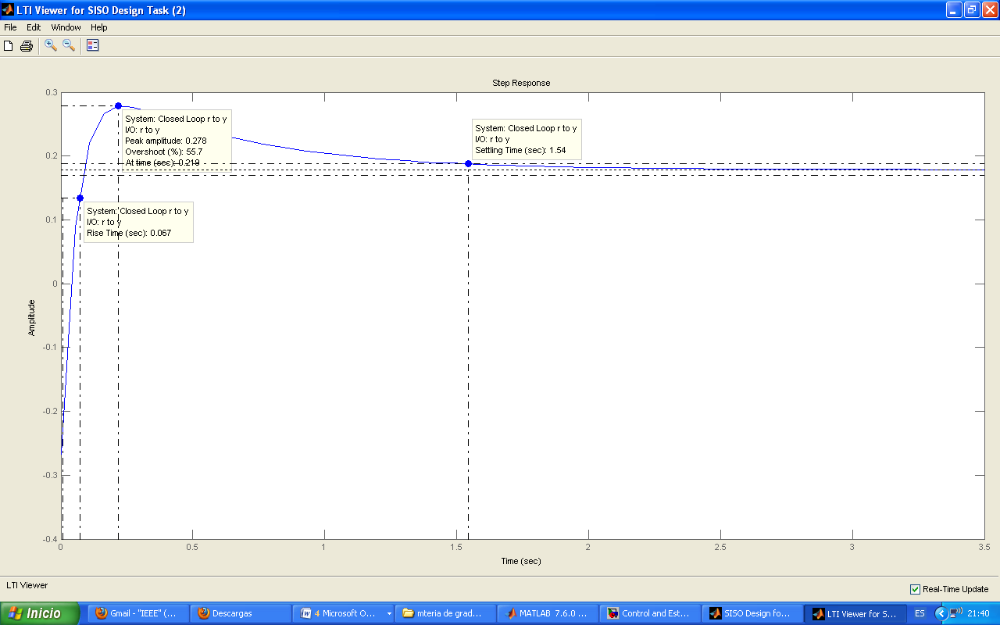 LTI Viewer for SISO Design Task (2)
File Edit Window Help
Step Response
0.3
0.2
0.1
0
-0.1
-0.2
-0.3
-0.4
Amplitude
System: Closed Loop r to y
I/O: r to y
Peak amplitude: 0.278
Overshoot (%): 55.7
At time (sec): 0.219
System: Closed Loop r to y
I/O: r to y
Settling Time (sec): 1.54
System: Closed Loop r to y
I/O: r to y
Rise Time (sec): 0.067
0 0.5 1 1.5 2 2.5 3 3.5
Time (sec)
LTI Viewer
Real-Time Update
Inicio
Gmail - "IEEE" (...
Descargas
4 Microsoft O...
mteria de grad...
MATLAB 7.6.0 ...
Control and Est...
SISO Design fo...
LTI Viewer for S...
ES
21:40